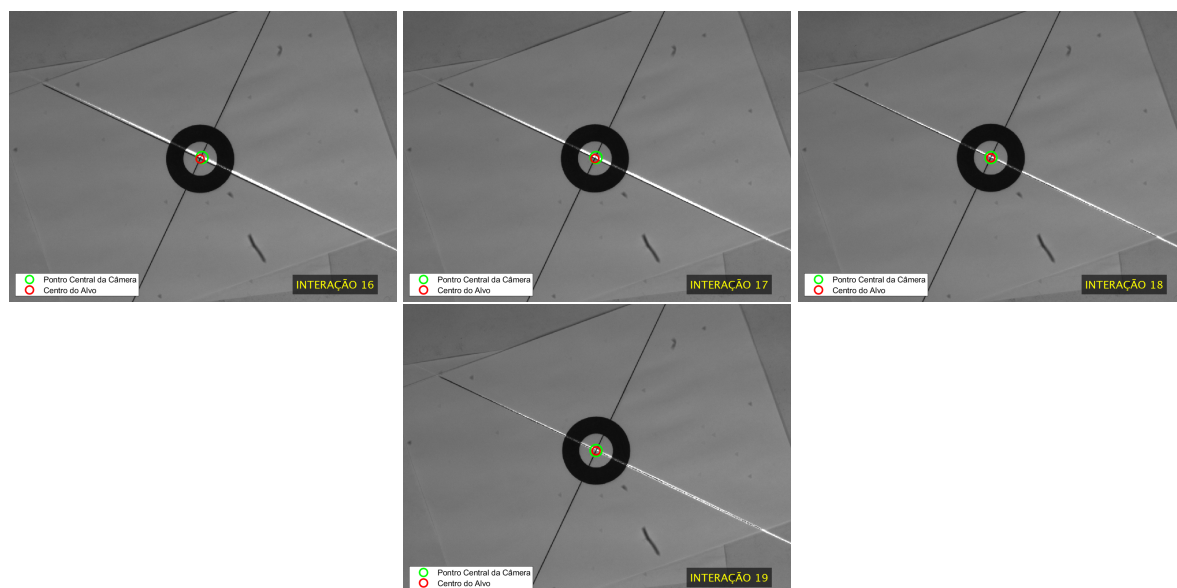 Pontro Central da Câmera
Centro do Alvo
INTERAÇÃO 16
Pontro Central da Câmera
Centro do Alvo
INTERAÇÃO 17
Pontro Central da Câmera
Centro do Alvo
INTERAÇÃO 18
Pontro Central da Câmera
Centro do Alvo
INTERAÇÃO 19